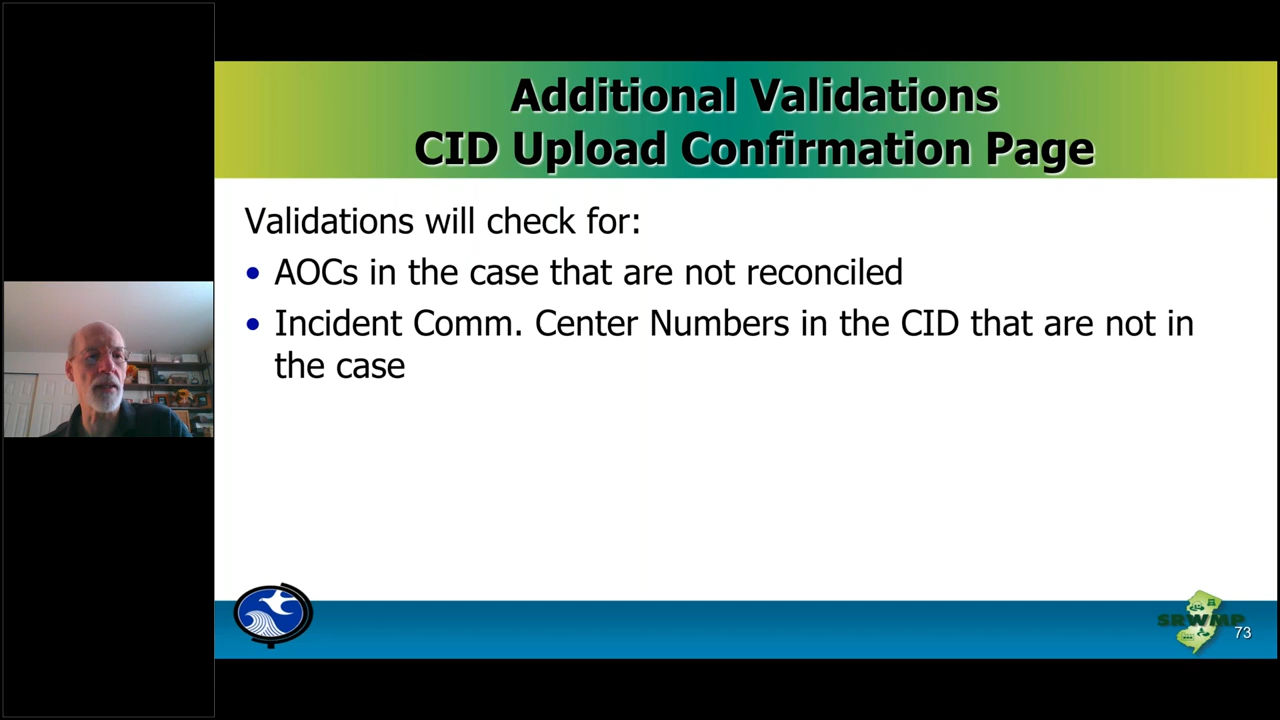 Additional Validations
CID Upload Confirmation Page
Validations will check for:
• AOCs in the case that are not reconciled
• Incident Comm. Center Numbers in the CID that are not in
the case
SRWMP
73